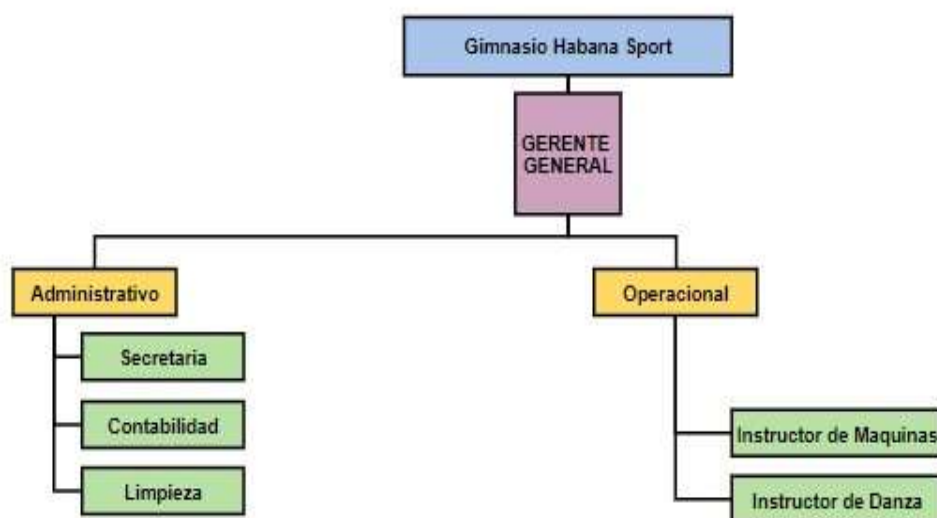 Gimnasio Habana Sport
GERENTE
GENERAL
Administrativo
Operacional
Secretaria
Contabilidad
Limpieza
Instructor de Maquinas
Instructor de Danza